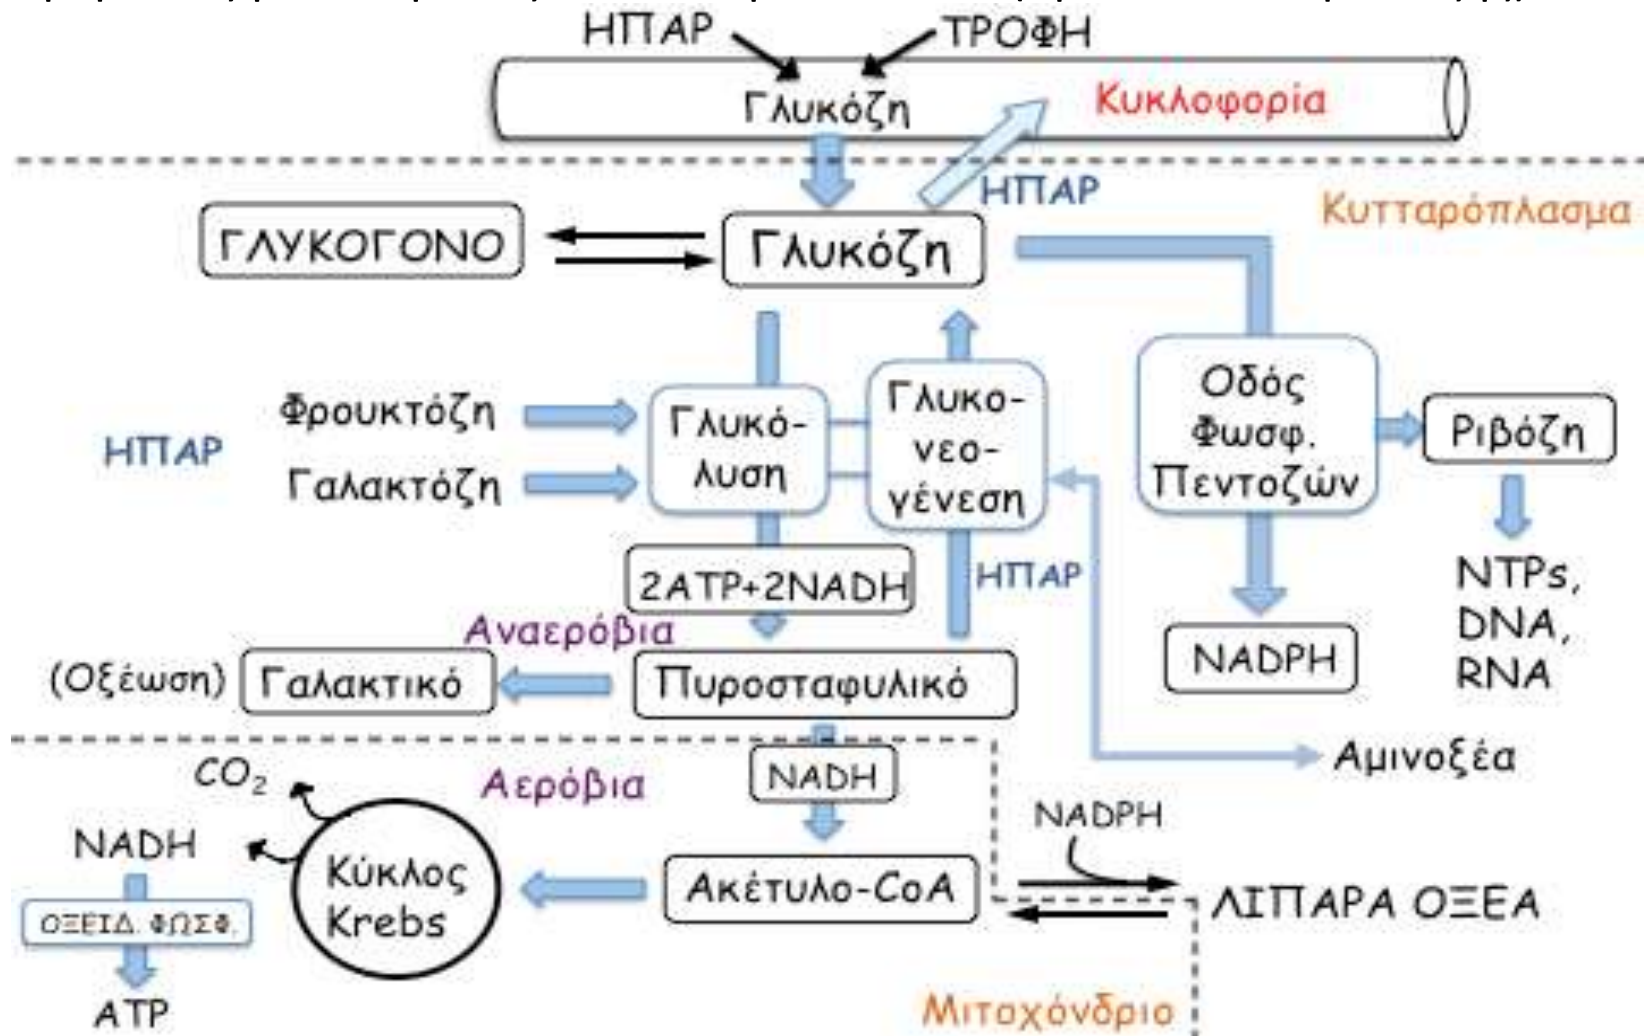 ΗΠΑΡ
ΤΡΟΦΗ
Γλυκόζη
Κυκλοφορία
ΗΠΑΡ
Κυτταρόπλασμα
ΓΛΥΚΟΓΟΝΟ
Γλυκόζη
Φρουκτόζη
ΗΠΑΡ
Γαλακτόζη
Γλυκό-
λυση
Γλυκο-
νεο-
γένεση
Οδός
Φωσφ.
Πεντοζών
Ριβόζη
2ATP+2NADH
ΗΠΑΡ
NTPs,
DNA,
RNA
NADPH
Αναερόβια
(Οξέωση)
Γαλακτικό
Πυροσταφυλικό
Αμινοξέα
CO2
Αερόβια
NADH
NADPH
NADH
Κύκλος
Krebs
Ακέτυλο-CoA
ΛΙΠΑΡΑ ΟΞΕΑ
ΟΞΕΙΔ. ΦΩΣΦ.
ATP
Μιτοχόνδριο